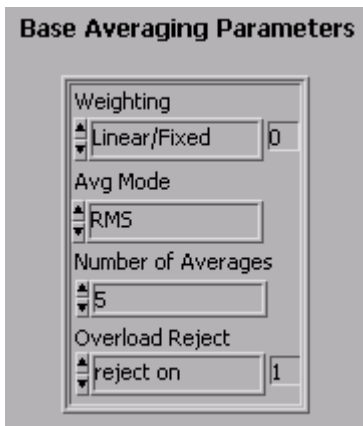 Base Averaging Parameters
Weighting
Linear/Fixed 0
Avg Mode
RMS
Number of Averages
5
Overload Reject
reject on 1